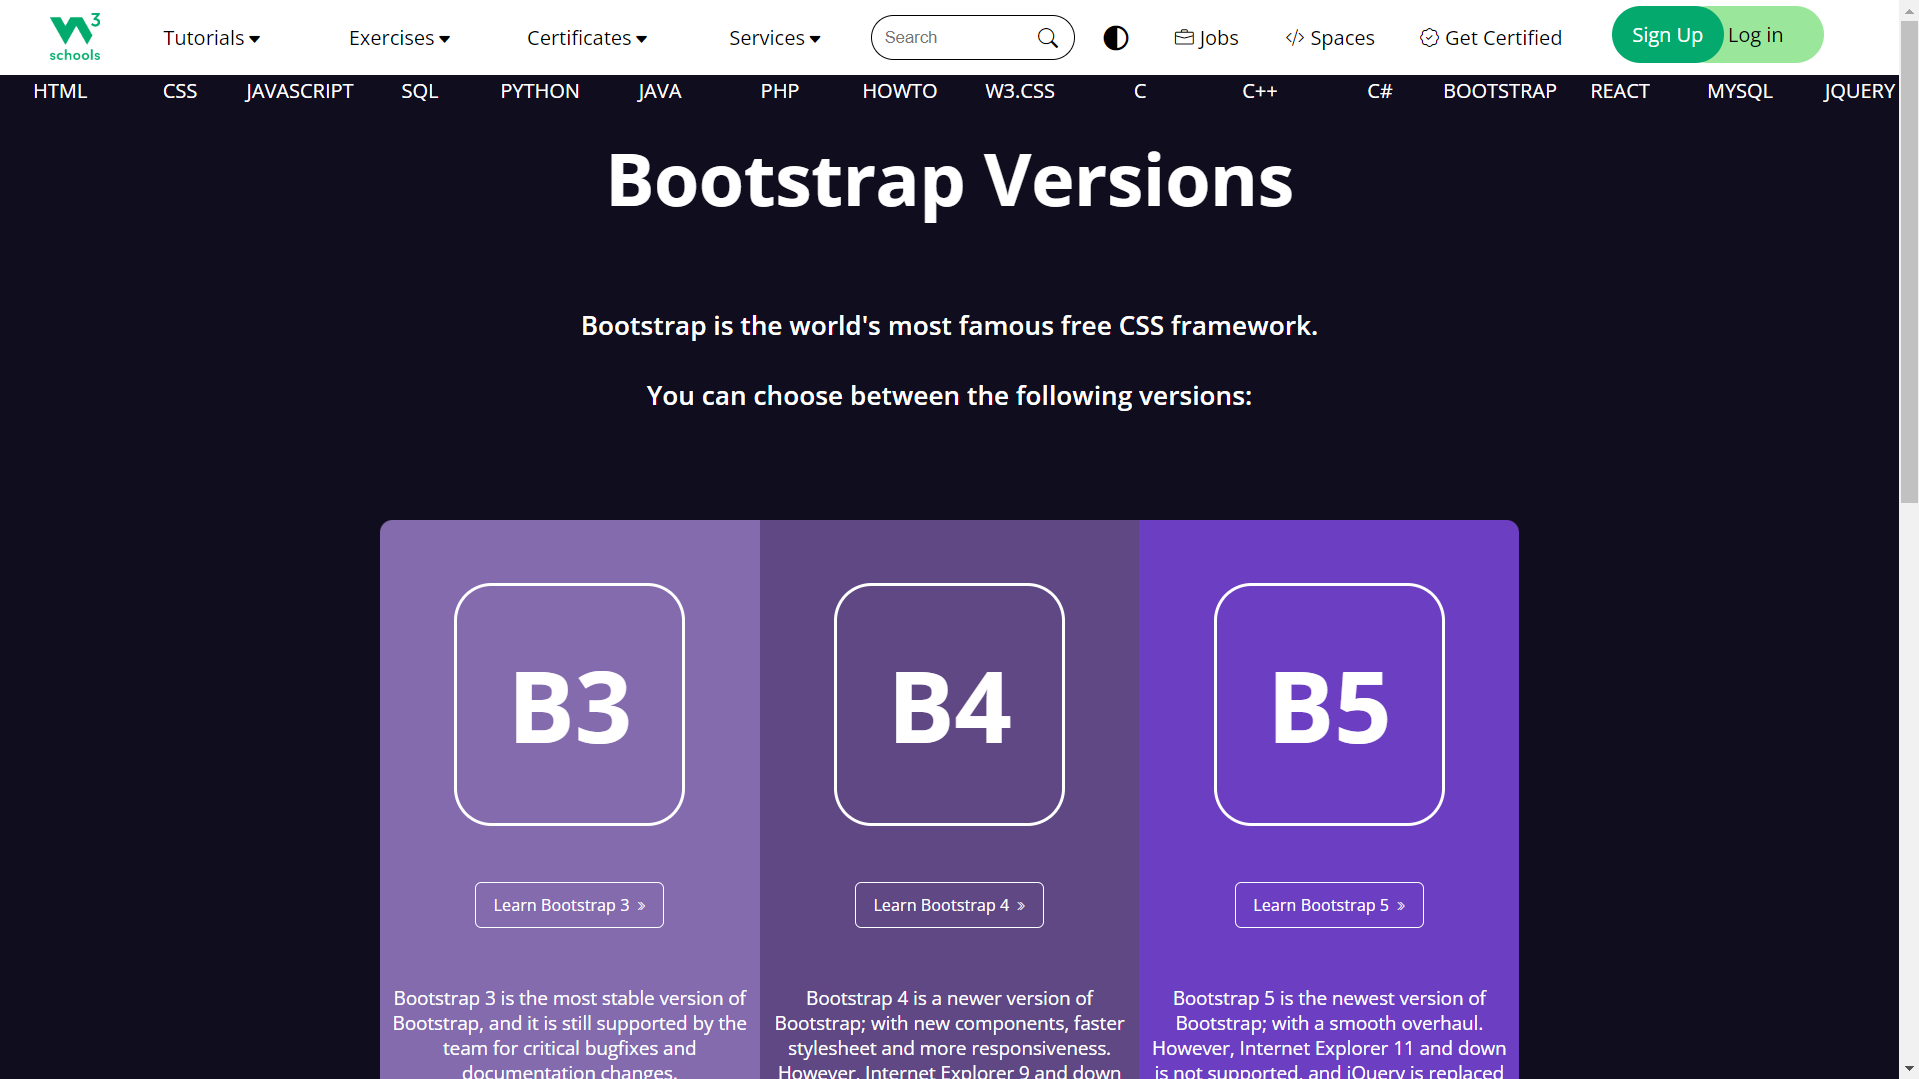 3
schools
Tutorials
Exercises
Certificates
Services
Search
Jobs
Spaces
Get Certified
Sign Up
Log in
HTML
CSS
JAVASCRIPT
SQL
PYTHON
JAVA
PHP
HOWTO
W3.CSS
C
C++
C#
BOOTSTRAP
REACT
MYSQL
JQUERY
Bootstrap Versions
Bootstrap is the world's most famous free CSS framework.
You can choose between the following versions:
B3
Learn Bootstrap 3 »
Bootstrap 3 is the most stable version of
Bootstrap, and it is still supported by the
team for critical bugfixes and
documentation changes.
B4
Learn Bootstrap 4 »
Bootstrap 4 is a newer version of
Bootstrap; with new components, faster
stylesheet and more responsiveness.
However, Internet Explorer 9 and down
B5
Learn Bootstrap 5 »
Bootstrap 5 is the newest version of
Bootstrap; with a smooth overhaul.
However, Internet Explorer 11 and down
is not supported, and jQuery is replaced